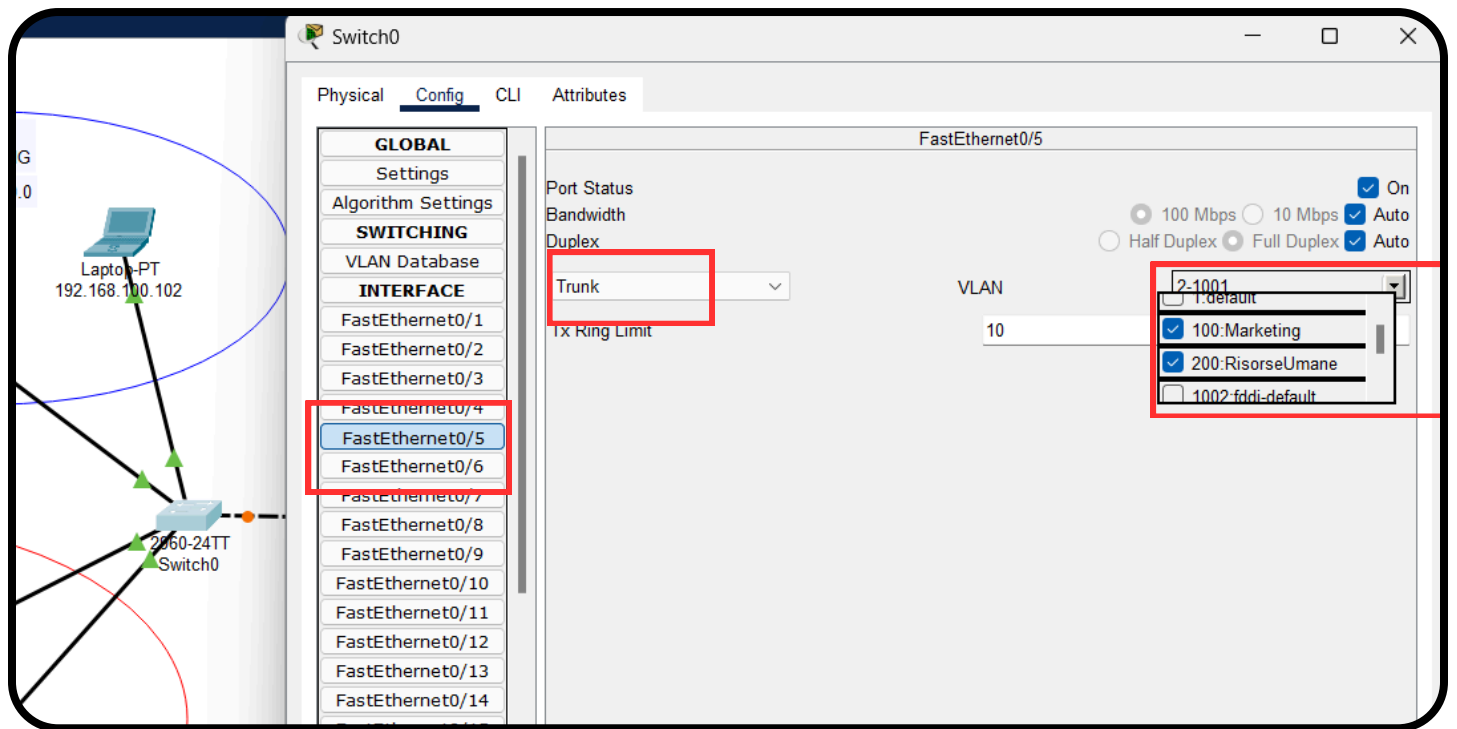 Switch0
Physical Config CLI Attributes
G
.0
Laptop-PT
192.168.100.102
2960-24TT
Switch0
GLOBAL
Settings
Algorithm Settings
SWITCHING
VLAN Database
INTERFACE
FastEthernet0/1
FastEthernet0/2
FastEthernet0/3
FastEthernet0/4
FastEthernet0/5
FastEthernet0/6
FastEthernet0/7
FastEthernet0/8
FastEthernet0/9
FastEthernet0/10
FastEthernet0/11
FastEthernet0/12
FastEthernet0/13
FastEthernet0/14
FastEthernet0/5
Port Status On
Bandwidth 100 Mbps 10 Mbps Auto
Duplex Half Duplex Full Duplex Auto
Trunk VLAN 2-1001
1:default
100:Marketing
200:RisorseUmane
1002:fddi-default
Tx Ring Limit 10